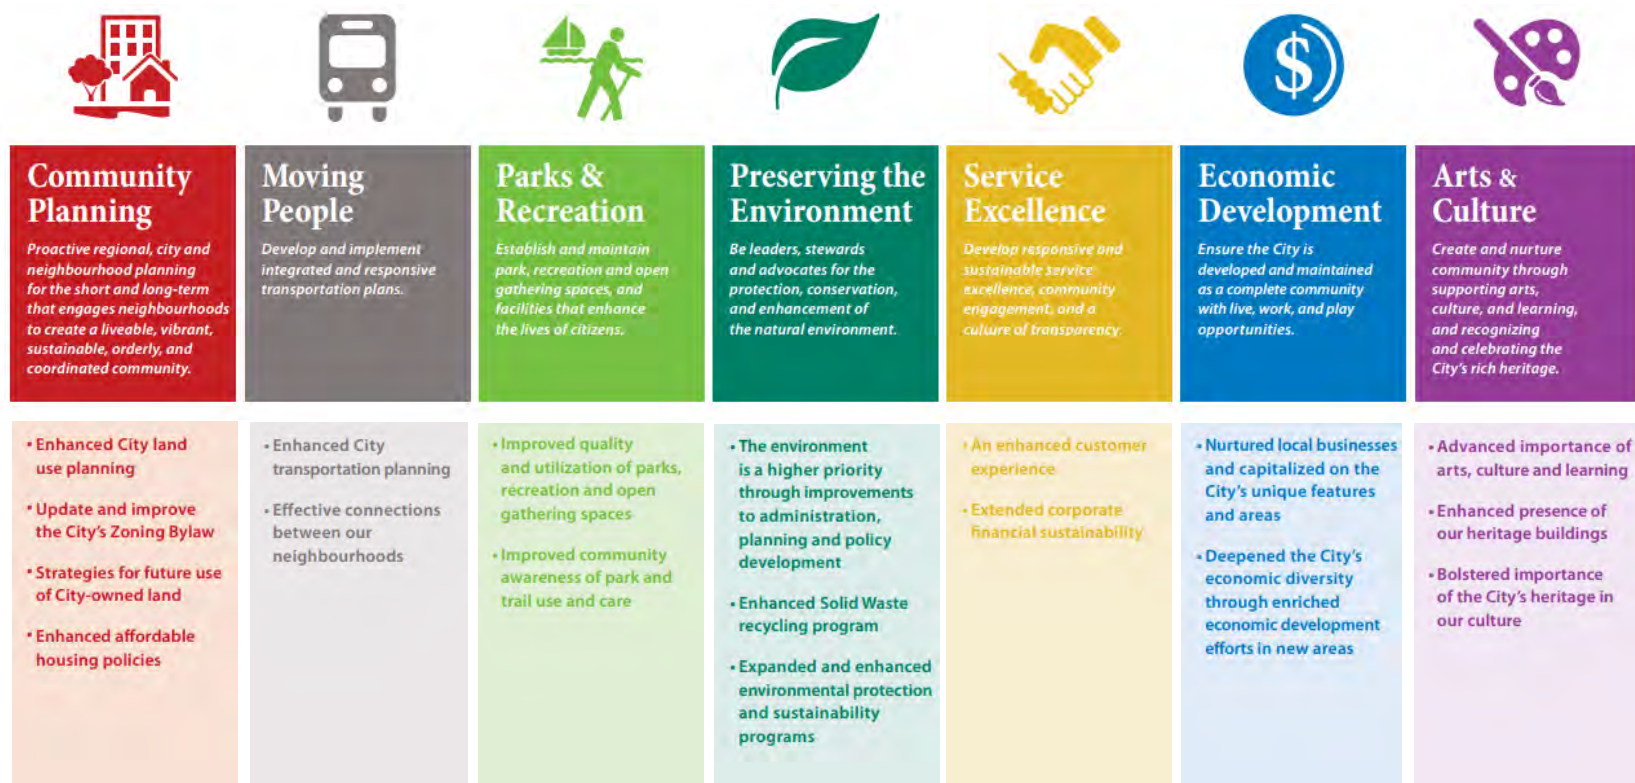 Community
Planning
Proactive regional, city and
neighbourhood planning
for the short and long-term
that engages neighbourhoods
to create a liveable, vibrant,
sustainable, orderly, and
coordinated community.
• Enhanced City land
use planning
• Update and improve
the City's Zoning Bylaw
• Strategies for future use
of City-owned land
• Enhanced affordable
housing policies
Moving
People
Develop and implement
integrated and responsive
transportation plans.
• Enhanced City
transportation planning
• Effective connections
between our
neighbourhoods
Parks &
Recreation
Establish and maintain
park, recreation and open
gathering spaces, and
facilities that enhance
the lives of citizens.
• Improved quality
and utilization of parks,
recreation and open
gathering spaces
• Improved community
awareness of park and
trail use and care
Preserving the
Environment
Be leaders, stewards
and advocates for the
protection, conservation,
and enhancement of
the natural environment.
• The environment
is a higher priority
through improvements
to administration,
planning and policy
development
• Enhanced Solid Waste
recycling program
• Expanded and enhanced
environmental protection
and sustainability
programs
Service
Excellence
Develop responsive and
sustainable service
excellence, community
engagement, and a
culture of transparency.
• An enhanced customer
experience
• Extended corporate
financial sustainability
$
Economic
Development
Ensure the City is
developed and maintained
as a complete community
with live, work, and play
opportunities.
• Nurtured local businesses
and capitalized on the
City's unique features
and areas
• Deepened the City's
economic diversity
through enriched
economic development
efforts in new areas
Arts &
Culture
Create and nurture
community through
supporting arts,
culture, and learning,
and recognizing
and celebrating the
City's rich heritage.
• Advanced importance of
arts, culture and learning
• Enhanced presence of
our heritage buildings
• Bolstered importance
of the City's heritage in
our culture